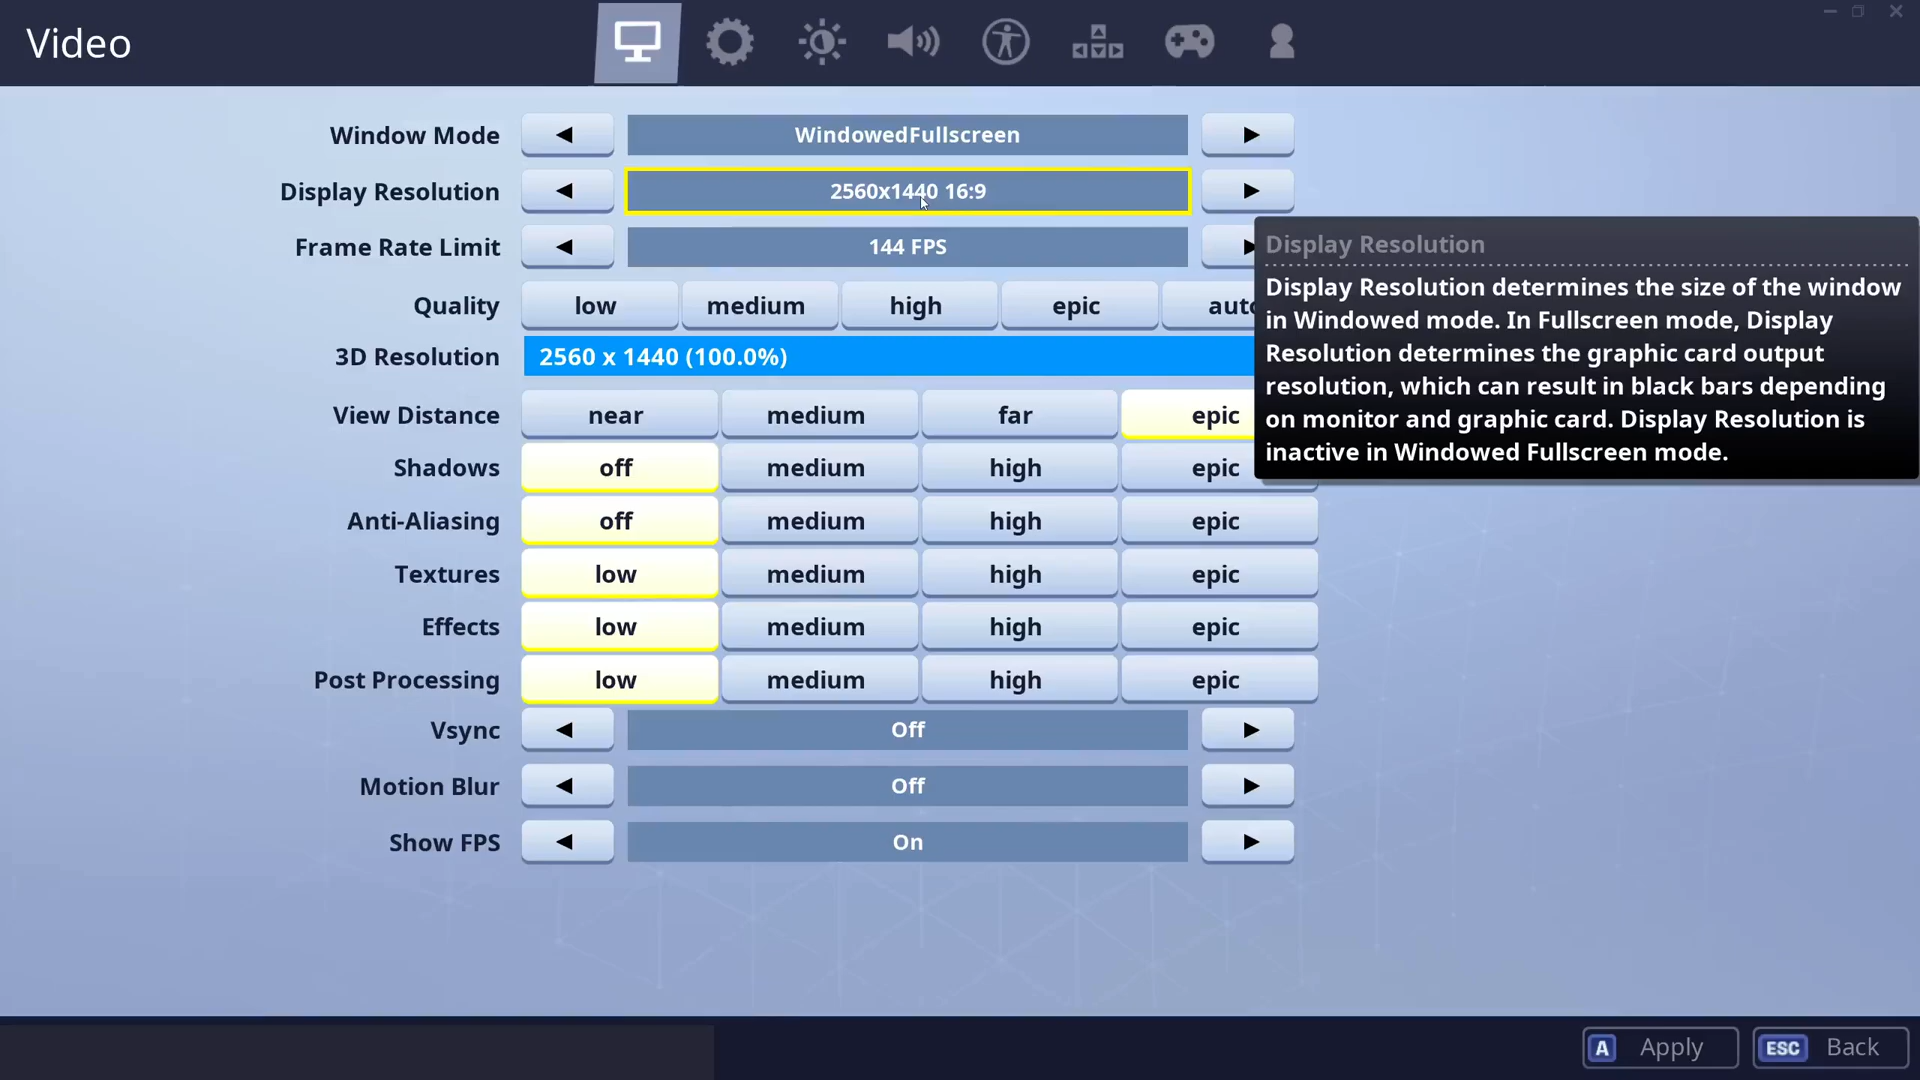 Video
Window Mode ◀ WindowedFullscreen ▶
Display Resolution ◀ 2560x1440 16:9 ▶
Frame Rate Limit ◀ 144 FPS ▶
Display Resolution
Display Resolution determines the size of the window
in Windowed mode. In Fullscreen mode, Display
Resolution determines the graphic card output
resolution, which can result in black bars depending
on monitor and graphic card. Display Resolution is
inactive in Windowed Fullscreen mode.
Quality low medium high epic auto
3D Resolution 2560 x 1440 (100.0%)
View Distance near medium far epic
Shadows off medium high epic
Anti-Aliasing off medium high epic
Textures low medium high epic
Effects low medium high epic
Post Processing low medium high epic
Vsync ◀ Off ▶
Motion Blur ◀ Off ▶
Show FPS ◀ On ▶
A Apply ESC Back